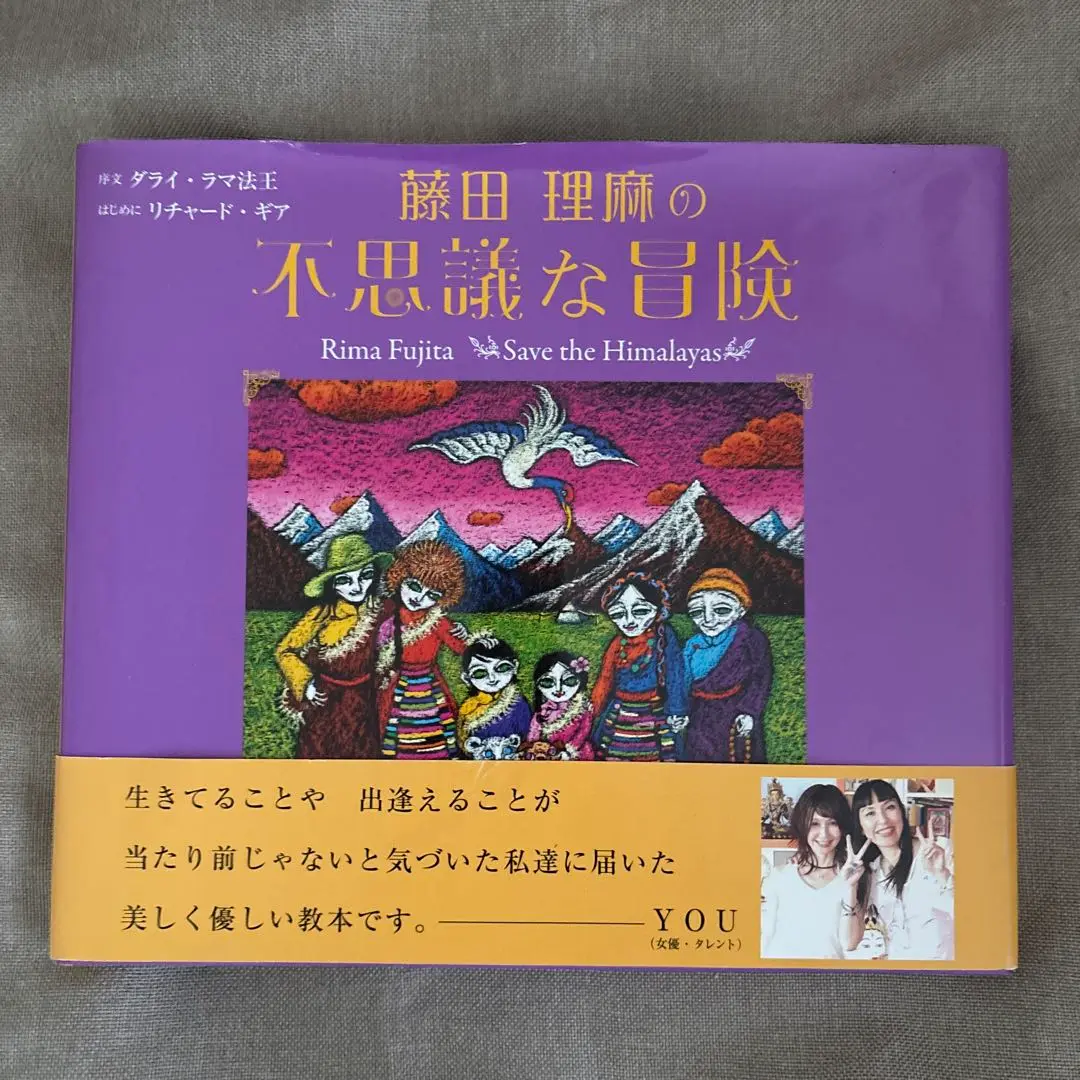 序文 ダライ・ラマ法王
はじめに リチャード・ギア
藤田 理麻の
不思議な冒険
Rima Fujita Save the Himalayas
生きてることや 出逢えることが
当たり前じゃないと気づいた私達に届いた
美しく優しい教本です。――― YOU
(女優・タレント)